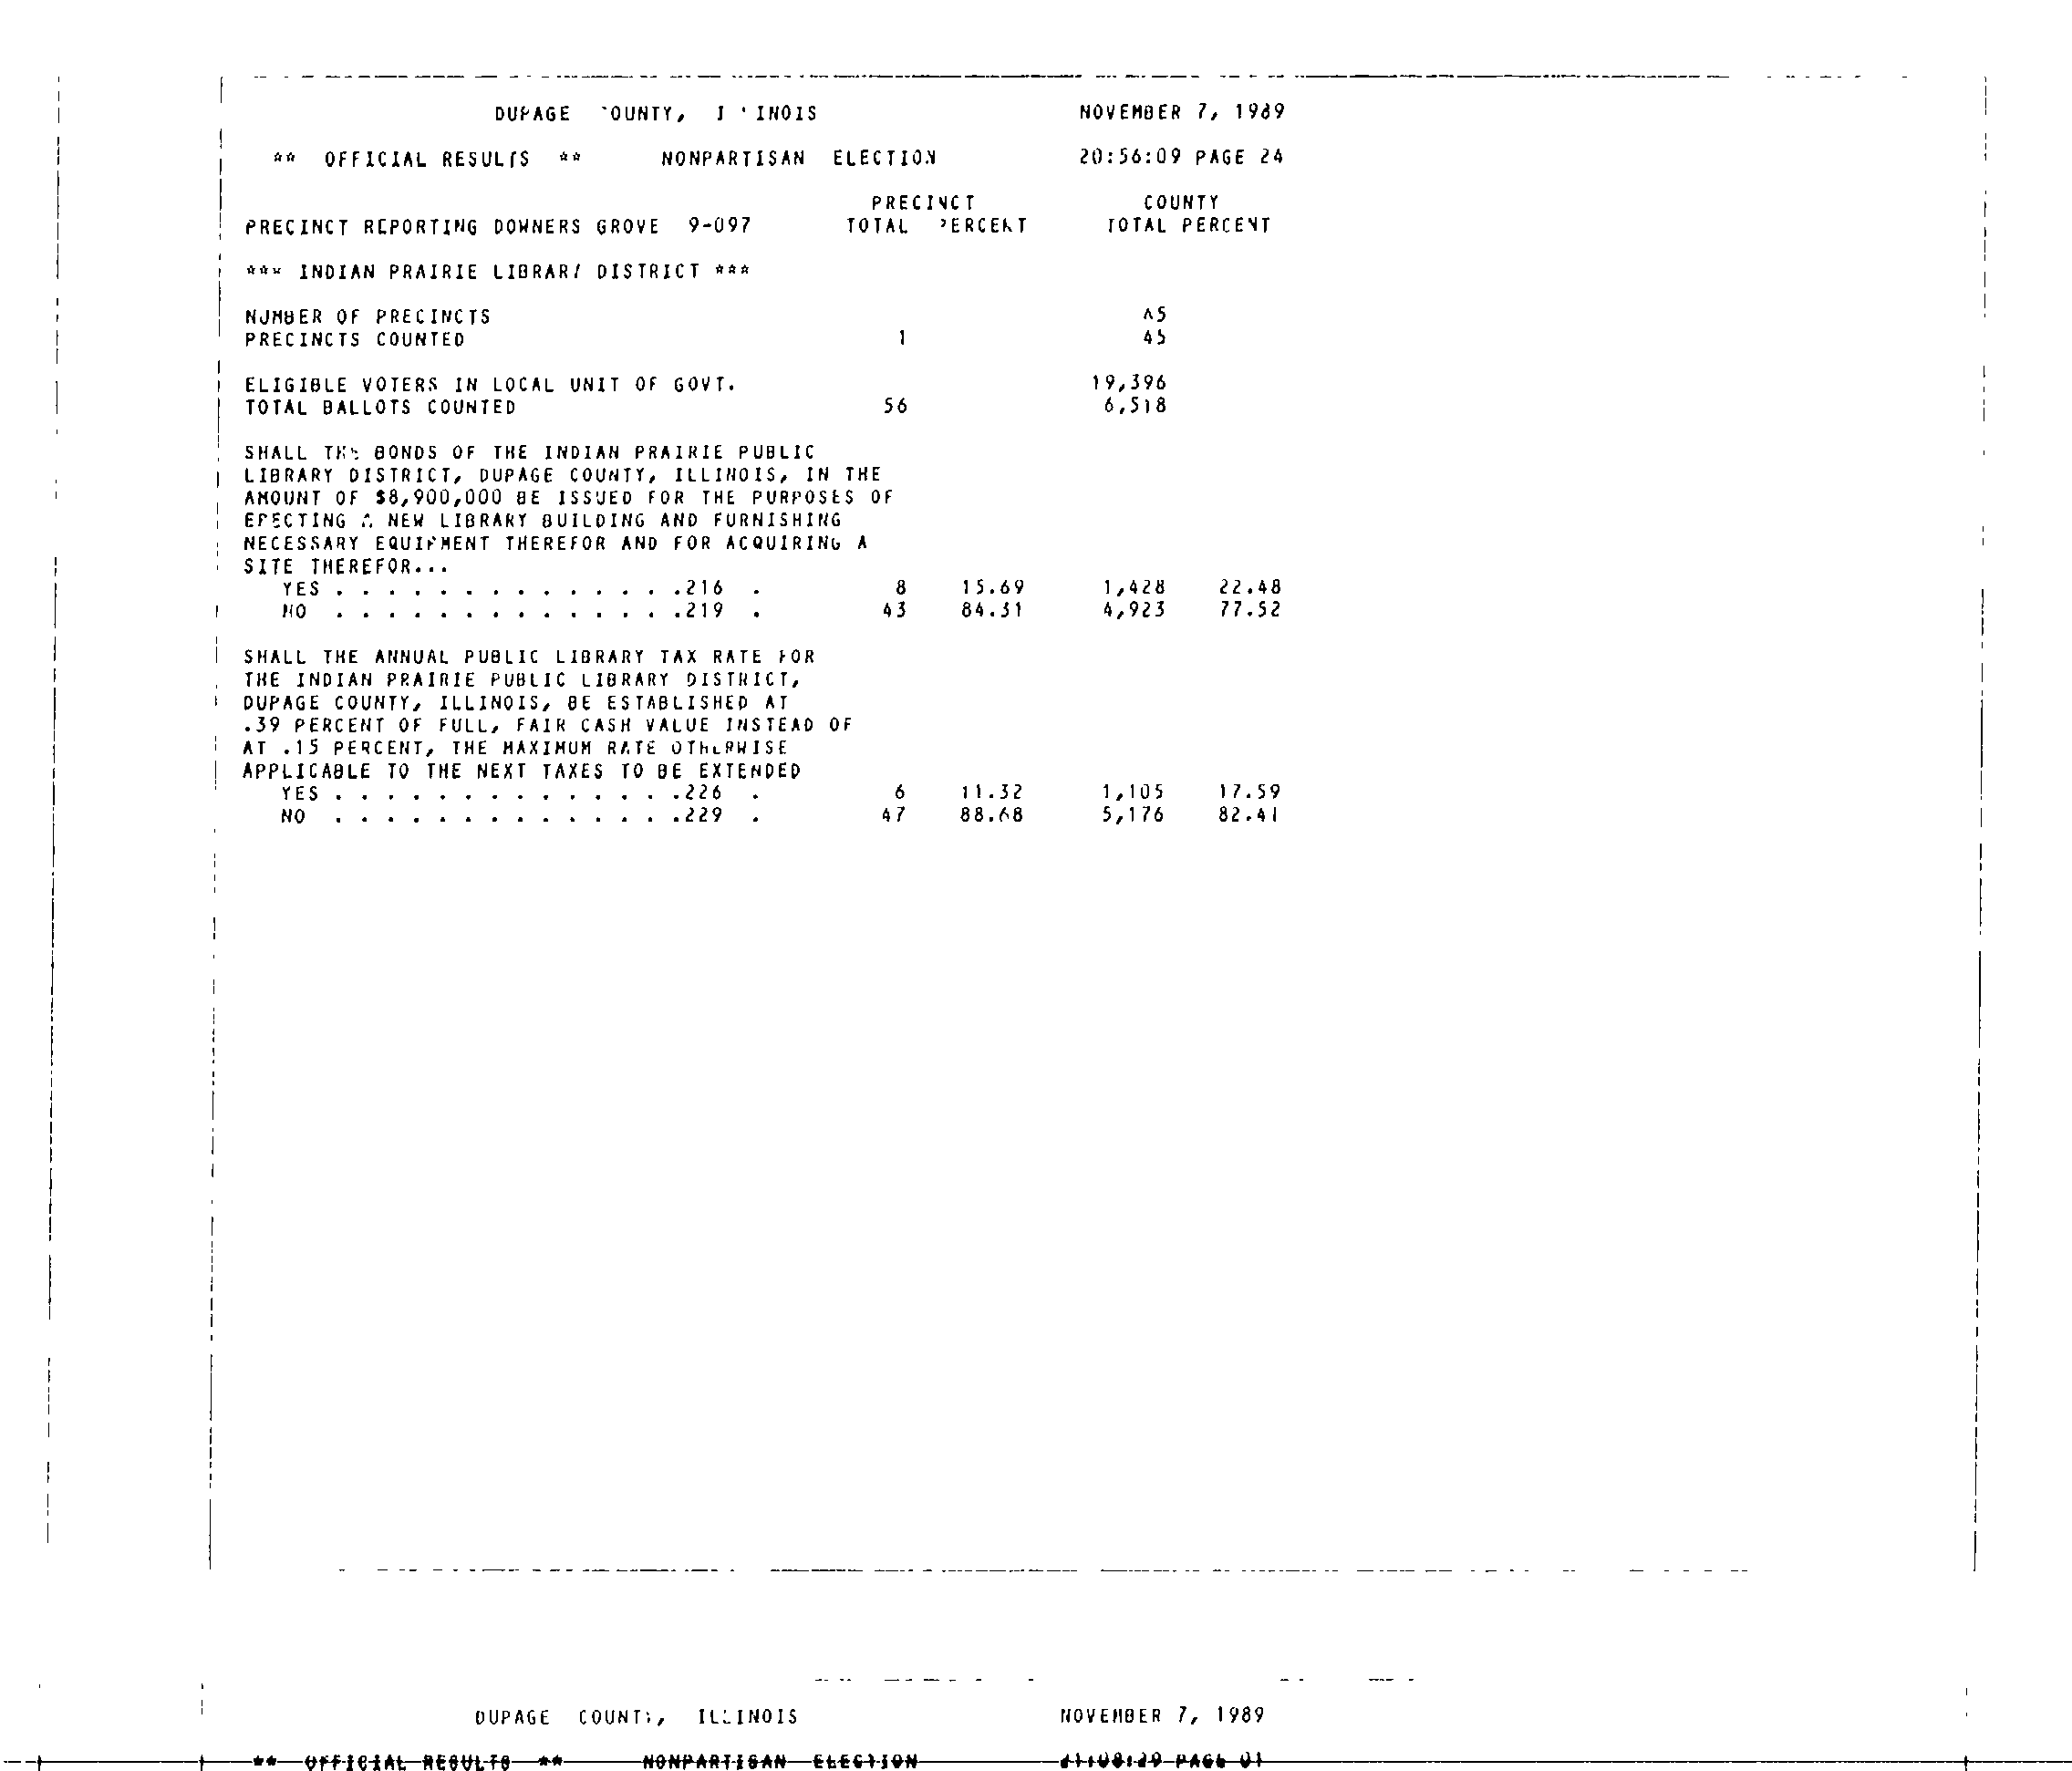 DUPAGE COUNTY, ILLINOIS NOVEMBER 7, 1989
** OFFICIAL RESULTS ** NONPARTISAN ELECTION 20:56:09 PAGE 24
PRECINCT COUNTY
PRECINCT REPORTING DOWNERS GROVE 9-097 TOTAL PERCENT TOTAL PERCENT
*** INDIAN PRAIRIE LIBRARY DISTRICT ***
NUMBER OF PRECINCTS 45
PRECINCTS COUNTED 1 45
ELIGIBLE VOTERS IN LOCAL UNIT OF GOVT. 19,396
TOTAL BALLOTS COUNTED 56 6,518
SHALL THE BONDS OF THE INDIAN PRAIRIE PUBLIC
LIBRARY DISTRICT, DUPAGE COUNTY, ILLINOIS, IN THE
AMOUNT OF $8,900,000 BE ISSUED FOR THE PURPOSES OF
ERECTING A NEW LIBRARY BUILDING AND FURNISHING
NECESSARY EQUIPMENT THEREFOR AND FOR ACQUIRING A
SITE THEREFOR...
YES . . . . . . . . . . . . . .216 . 8 15.69 1,428 22.48
NO . . . . . . . . . . . . . .219 . 43 84.31 4,923 77.52
SHALL THE ANNUAL PUBLIC LIBRARY TAX RATE FOR
THE INDIAN PRAIRIE PUBLIC LIBRARY DISTRICT,
DUPAGE COUNTY, ILLINOIS, BE ESTABLISHED AT
.39 PERCENT OF FULL, FAIR CASH VALUE INSTEAD OF
AT .15 PERCENT, THE MAXIMUM RATE OTHERWISE
APPLICABLE TO THE NEXT TAXES TO BE EXTENDED
YES . . . . . . . . . . . . . .226 . 6 11.32 1,105 17.59
NO . . . . . . . . . . . . . .229 . 47 88.68 5,176 82.41
DUPAGE COUNTY, ILLINOIS NOVEMBER 7, 1989
** OFFICIAL RESULTS ** NONPARTISAN ELECTION PAGE